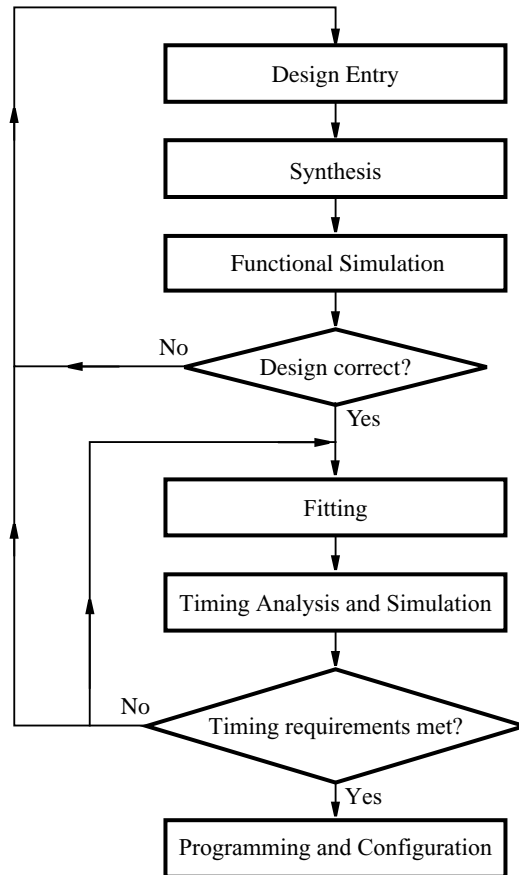 Design Entry
Synthesis
Functional Simulation
No
Design correct?
Yes
Fitting
Timing Analysis and Simulation
No
Timing requirements met?
Yes
Programming and Configuration